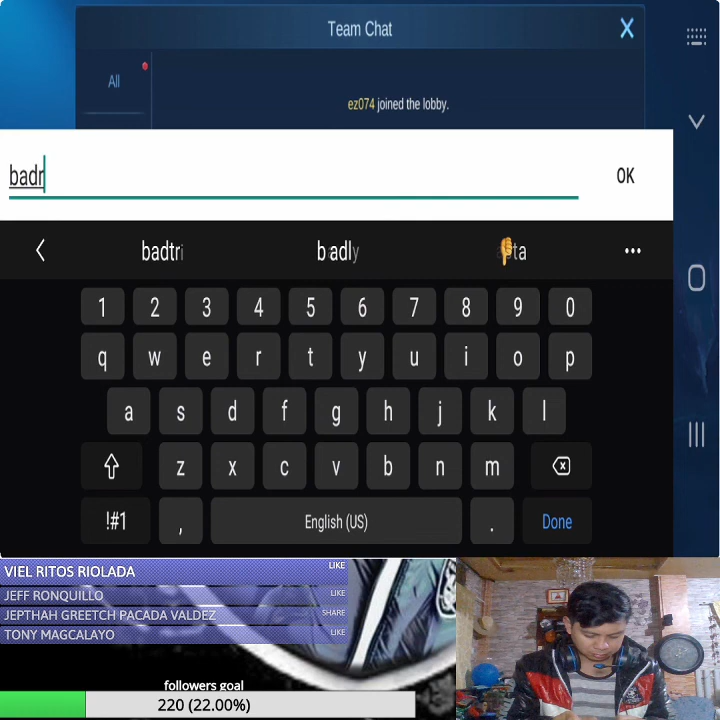 Team Chat
X
All
ez074 joined the lobby.
badr
OK
badtri
badly
1 2 3 4 5 6 7 8 9 0
q w e r t y u i o p
a s d f g h j k l
z x c v b n m
!#1 , English (US) . Done
VIEL RITOS RIOLADA LIKE
JEFF RONQUILLO LIKE
JEPTHAH GREETCH PACADA VALDEZ SHARE
TONY MAGCALAYO LIKE
followers goal
220 (22.00%)